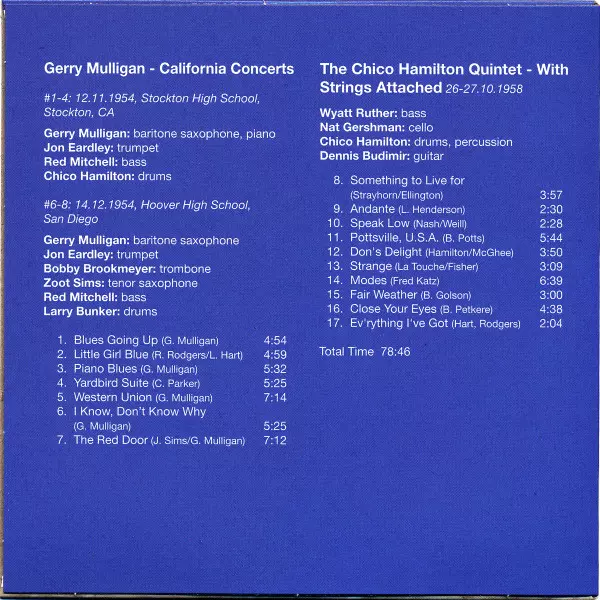 Gerry Mulligan - California Concerts
#1-4: 12.11.1954, Stockton High School,
Stockton, CA
Gerry Mulligan: baritone saxophone, piano
Jon Eardley: trumpet
Red Mitchell: bass
Chico Hamilton: drums
#6-8: 14.12.1954, Hoover High School,
San Diego
Gerry Mulligan: baritone saxophone
Jon Eardley: trumpet
Bobby Brookmeyer: trombone
Zoot Sims: tenor saxophone
Red Mitchell: bass
Larry Bunker: drums
1. Blues Going Up (G. Mulligan) 4:54
2. Little Girl Blue (R. Rodgers/L. Hart) 4:59
3. Piano Blues (G. Mulligan) 5:32
4. Yardbird Suite (C. Parker) 5:25
5. Western Union (G. Mulligan) 7:14
6. I Know, Don't Know Why
(G. Mulligan) 5:25
7. The Red Door (J. Sims/G. Mulligan) 7:12
The Chico Hamilton Quintet - With
Strings Attached 26-27.10.1958
Wyatt Ruther: bass
Nat Gershman: cello
Chico Hamilton: drums, percussion
Dennis Budimir: guitar
8. Something to Live for
(Strayhorn/Ellington) 3:57
9. Andante (L. Henderson) 2:30
10. Speak Low (Nash/Weill) 2:28
11. Pottsville, U.S.A. (B. Potts) 5:44
12. Don's Delight (Hamilton/McGhee) 3:50
13. Strange (La Touche/Fisher) 3:09
14. Modes (Fred Katz) 6:39
15. Fair Weather (B. Golson) 3:00
16. Close Your Eyes (B. Petkere) 4:38
17. Ev'rything I've Got (Hart, Rodgers) 2:04
Total Time 78:46